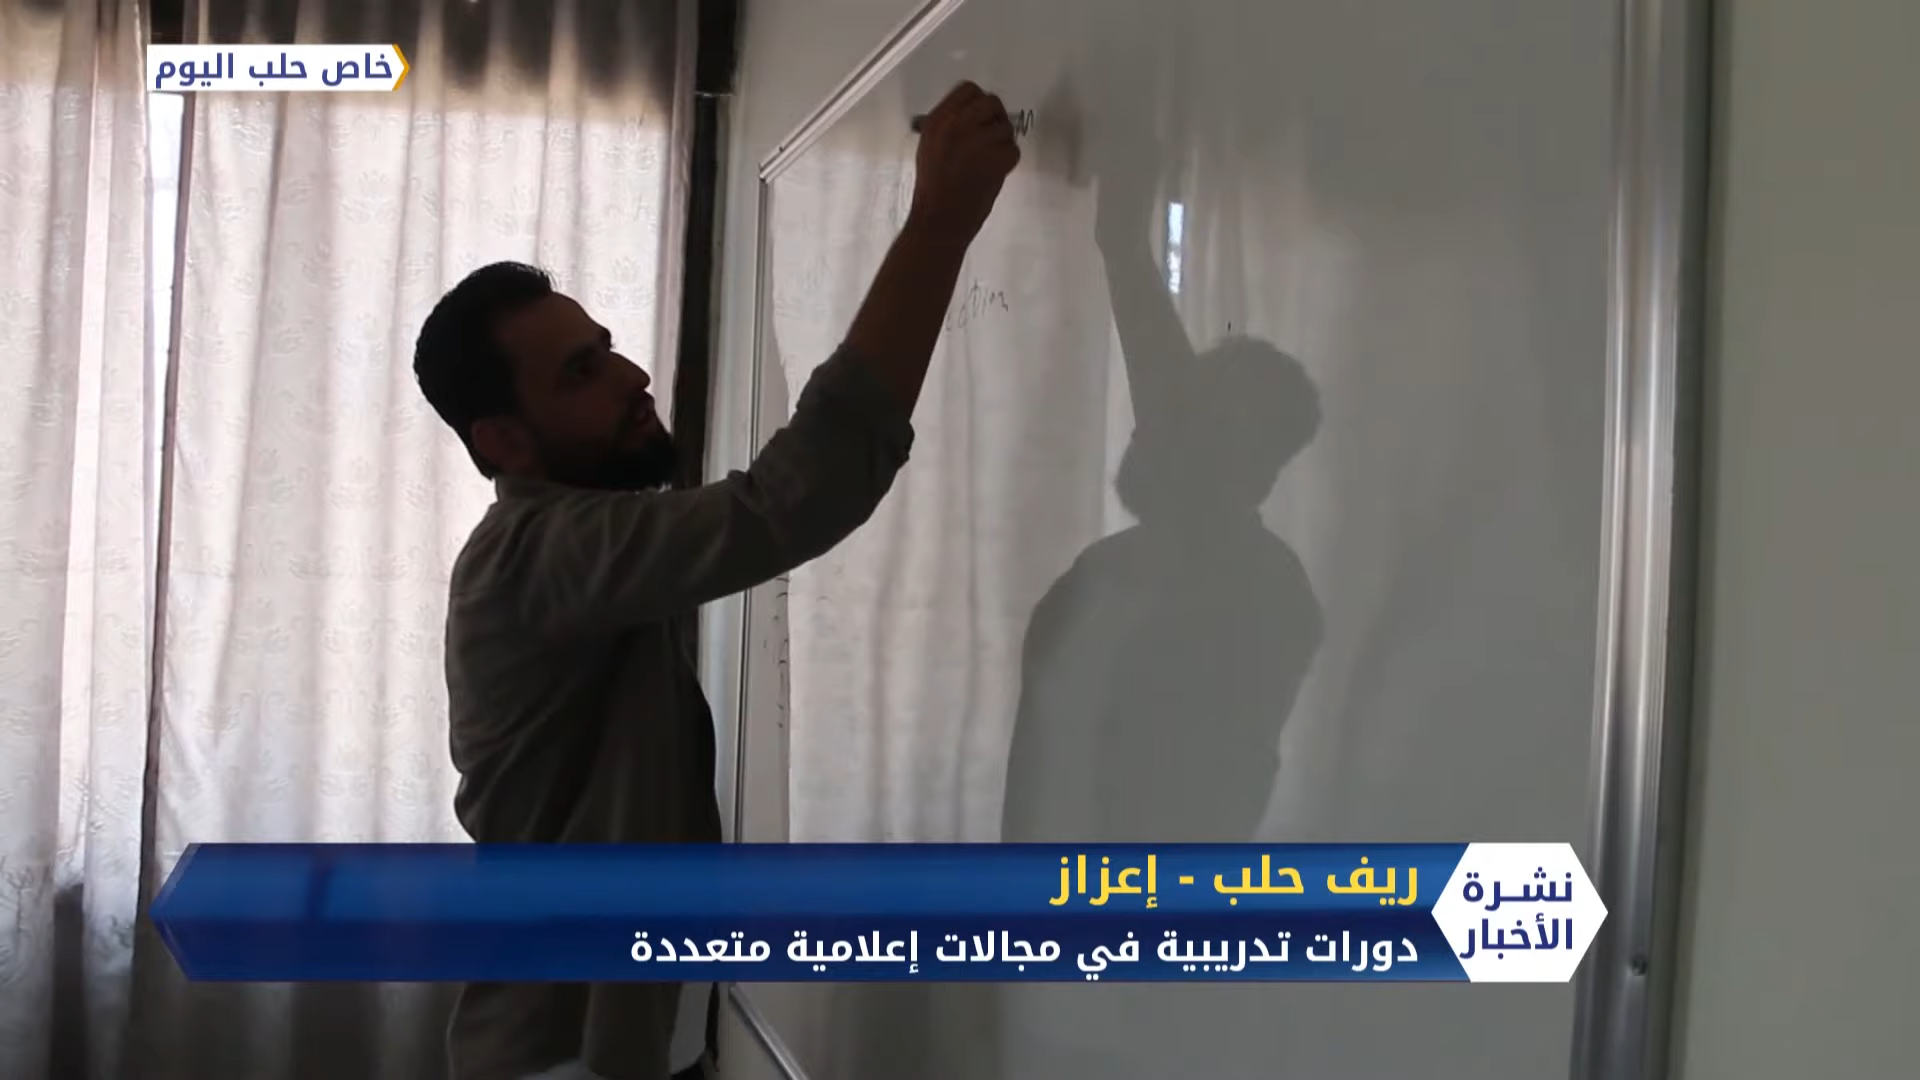 خاص حلب اليوم
ريف حلب - إعزاز
دورات تدريبية في مجالات إعلامية متعددة
نشرة
الأخبار